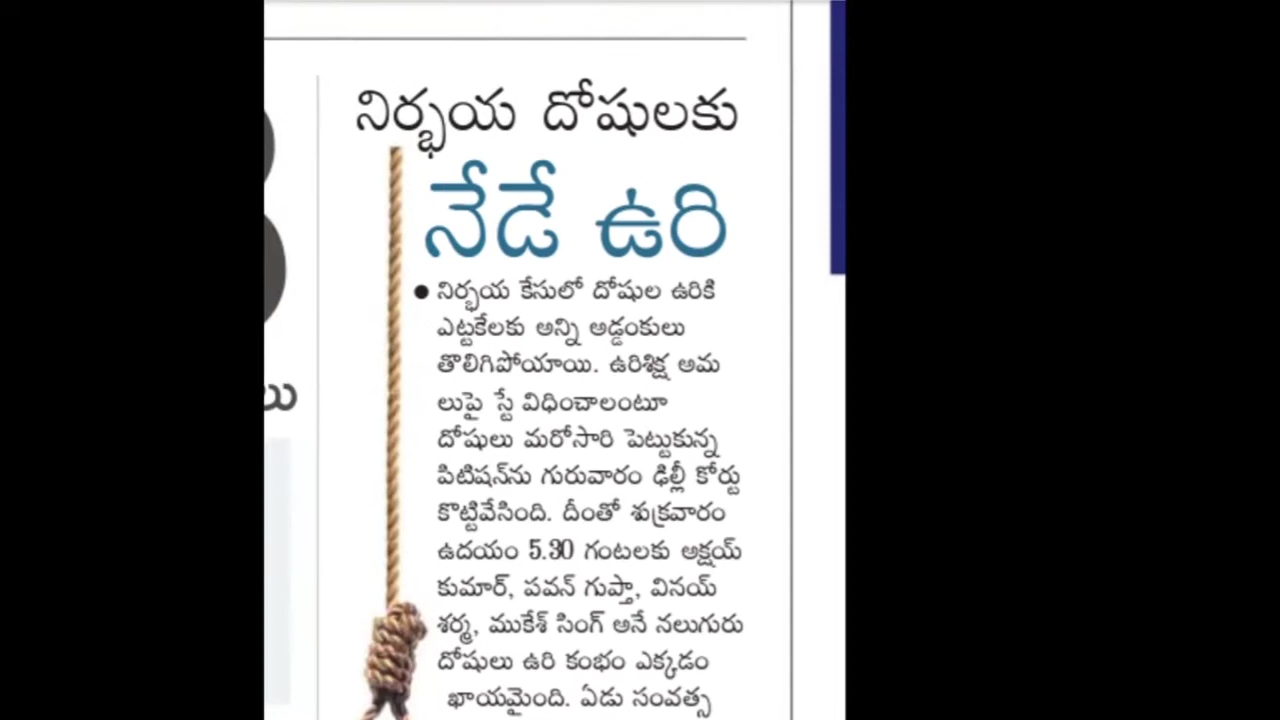 నిర్భయ దోషులకు
నేడే ఉరి
● నిర్భయ కేసులో దోషుల ఉరికి
ఎట్టకేలకు అన్ని అడ్డంకులు
తొలిగిపోయాయి. ఉరిశిక్ష అమ
లుపై స్టే విధించాలంటూ
దోషులు మరోసారి పెట్టుకున్న
పిటిషన్‌ను గురువారం ఢిల్లీ కోర్టు
కొట్టివేసింది. దీంతో శుక్రవారం
ఉదయం 5.30 గంటలకు అక్షయ్
కుమార్, పవన్ గుప్తా, వినయ్
శర్మ, ముకేశ్ సింగ్ అనే నలుగురు
దోషులు ఉరి కంభం ఎక్కడం
ఖాయమైంది. ఏడు సంవత్స